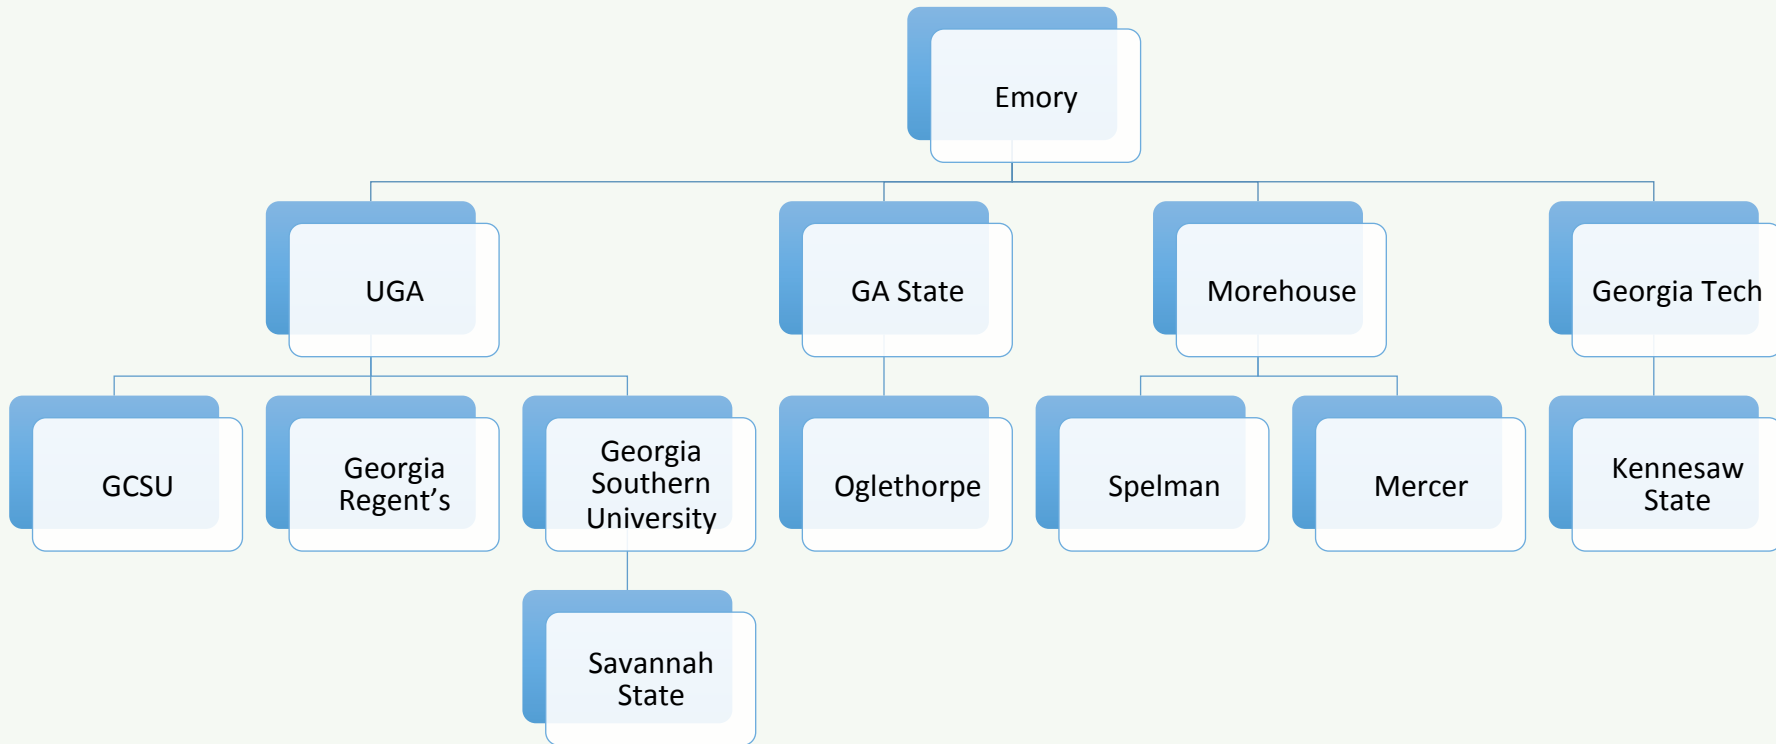 Emory
UGA
GA State
Morehouse
Georgia Tech
GCSU
Georgia
Regent’s
Georgia
Southern
University
Oglethorpe
Spelman
Mercer
Kennesaw
State
Savannah
State